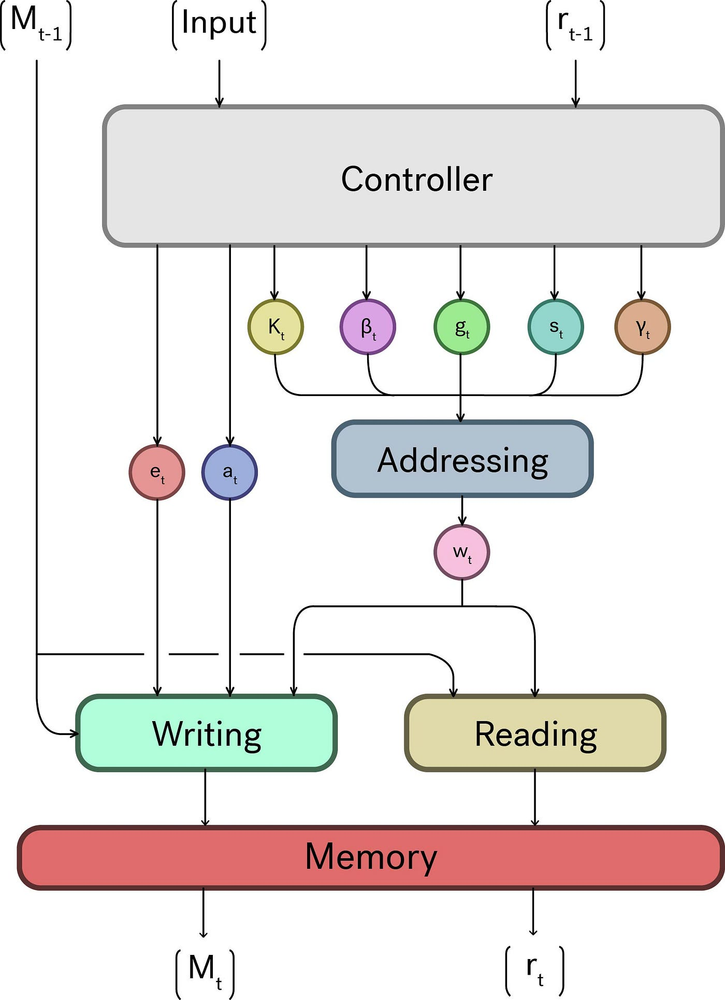 M t-1
Input
r t-1
Controller
K t
β t
g t
s t
γ t
e t
a t
Addressing
w t
Writing
Reading
Memory
M t
r t